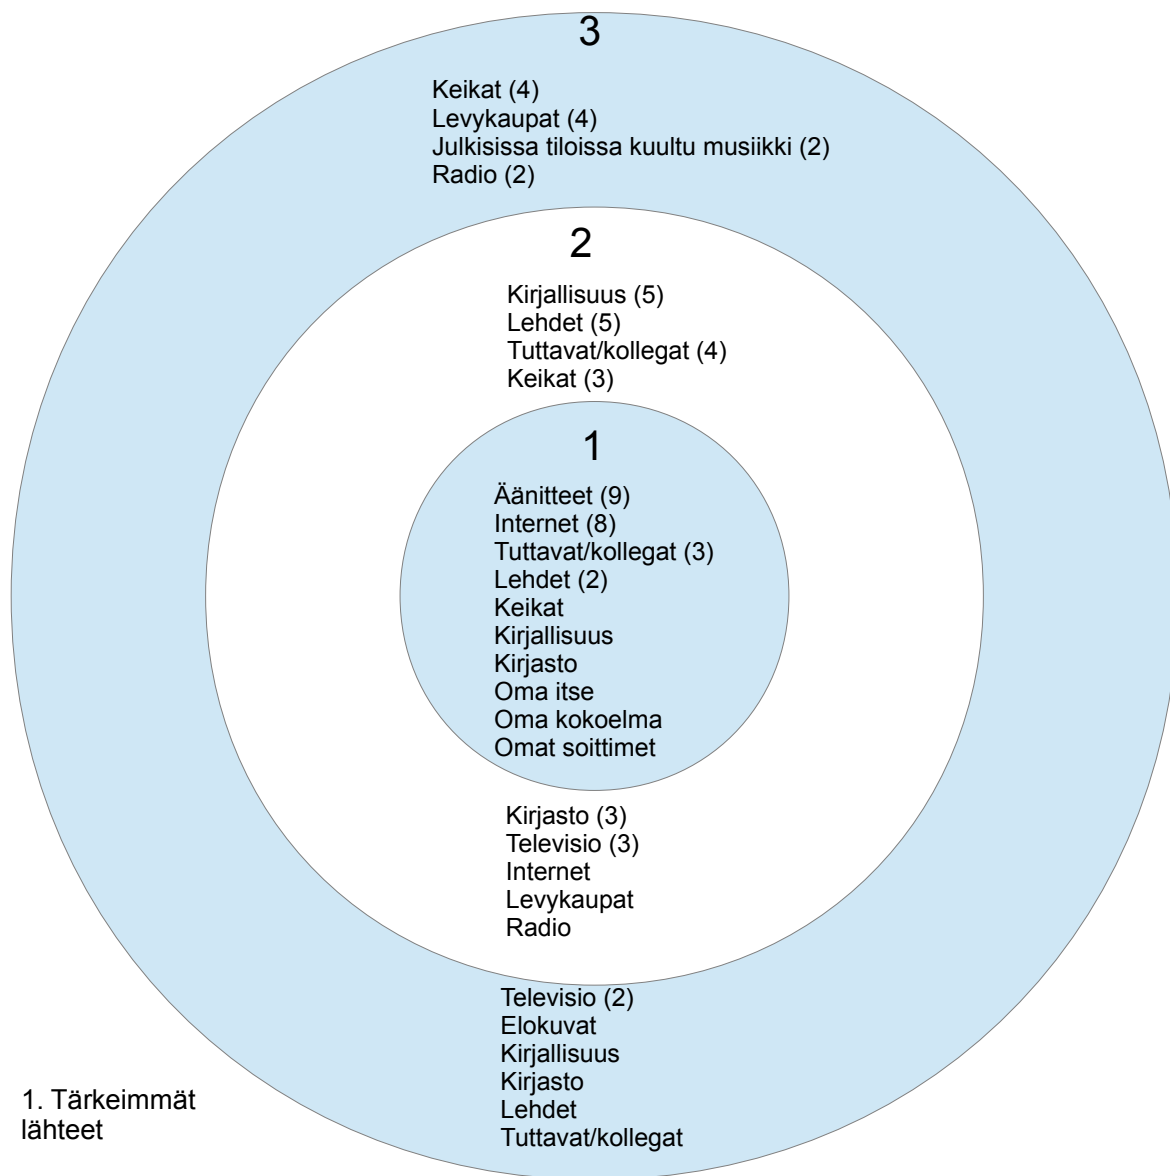 3
Keikat (4)
Levykaupat (4)
Julkisissa tiloissa kuultu musiikki (2)
Radio (2)
2
Kirjallisuus (5)
Lehdet (5)
Tuttavat/kollegat (4)
Keikat (3)
1
Äänitteet (9)
Internet (8)
Tuttavat/kollegat (3)
Lehdet (2)
Keikat
Kirjallisuus
Kirjasto
Oma itse
Oma kokoelma
Omat soittimet
Kirjasto (3)
Televisio (3)
Internet
Levykaupat
Radio
Televisio (2)
Elokuvat
Kirjallisuus
Kirjasto
Lehdet
Tuttavat/kollegat
1. Tärkeimmät
lähteet